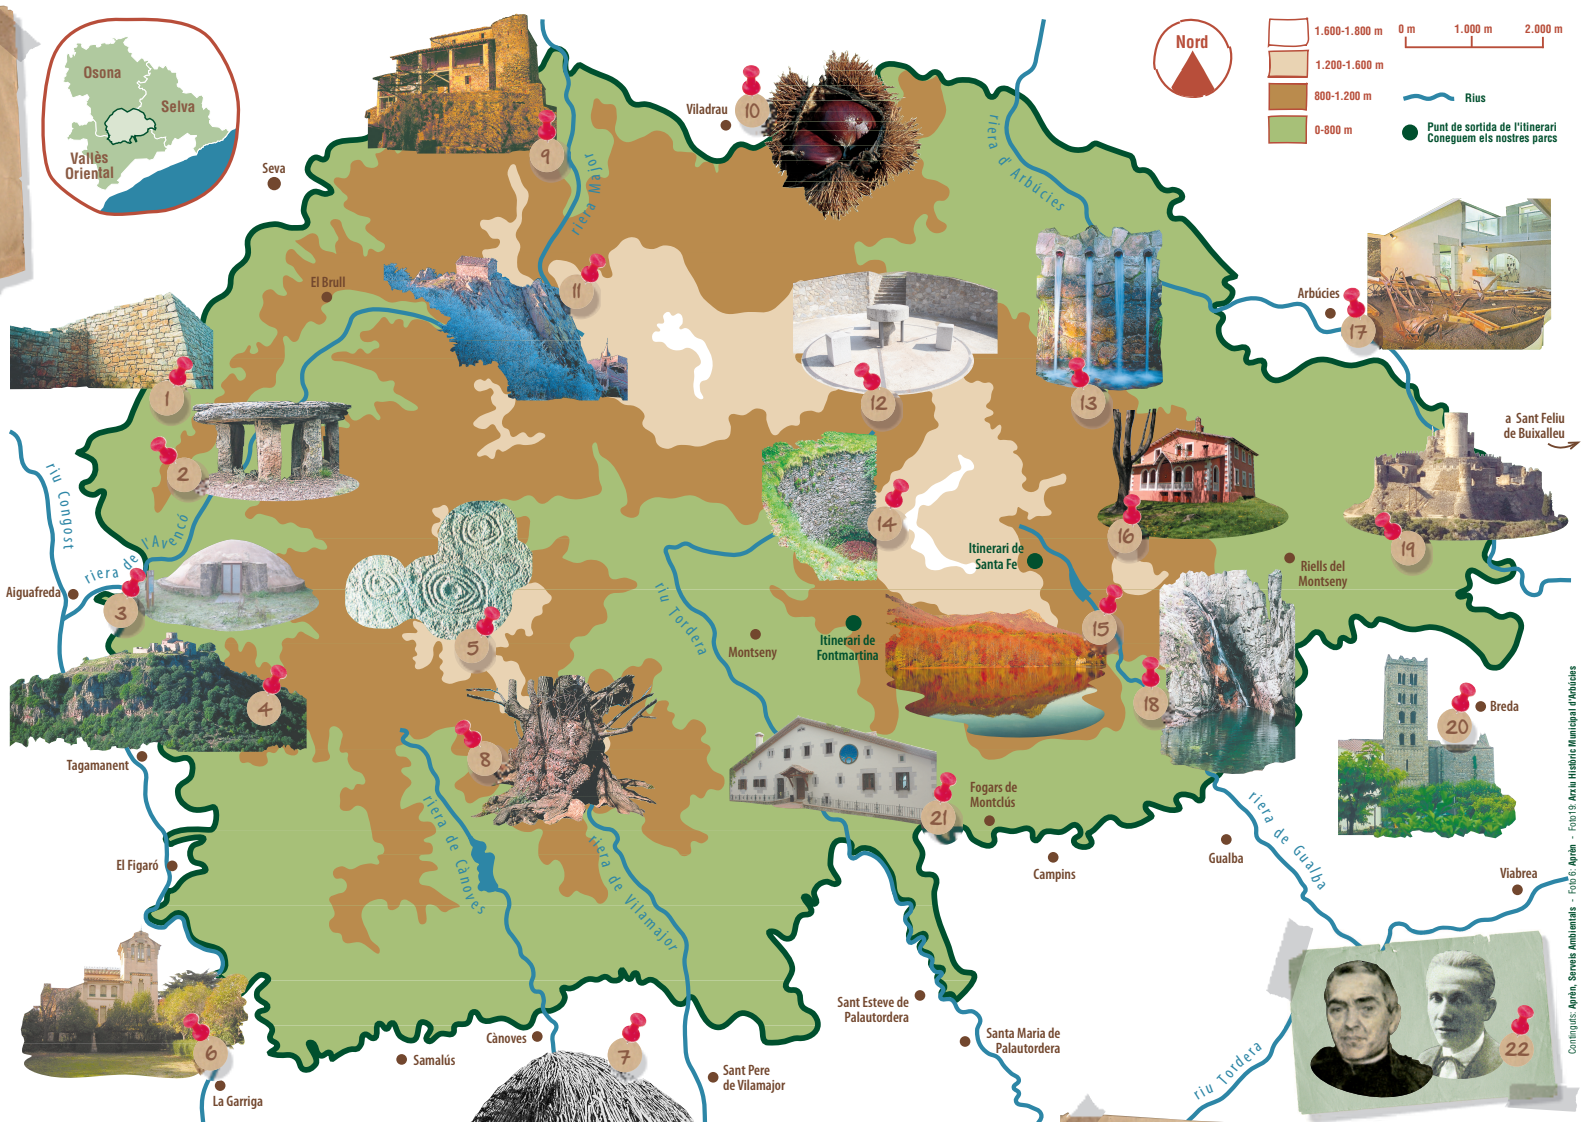 Osona
Selva
Vallès
Oriental
Nord
1.600-1.800 m
1.200-1.600 m
800-1.200 m
0-800 m
0 m
1.000 m
2.000 m
Rius
Punt de sortida de l'itinerari
Coneguem els nostres parcs
Seva
Viladrau
10
9
riera Major
riera d'Arbúcies
El Brull
11
12
13
Arbúcies
17
a Sant Feliu
de Buixalleu
1
2
riu Congost
riera de l'Avencó
Aiguafreda
3
4
5
14
Itinerari de
Santa Fe
16
19
Riells del
Montseny
15
18
riu Tordera
Montseny
Itinerari de
Fontmartina
Tagamanent
8
Breda
20
Fogars de
Montclús
21
riera de Cànoves
riera de Vilamajor
riera de Gualba
El Figaró
Campins
Gualba
Viabrea
6
La Garriga
Samalús
Cànoves
7
Sant Pere
de Vilamajor
Sant Esteve de
Palautordera
Santa Maria de
Palautordera
riu Tordera
22
Continguts: Aprèn, Serveis Ambientals - Foto 6: Aprèn - Foto19: Arxiu Històric Municipal d'Arbúcies